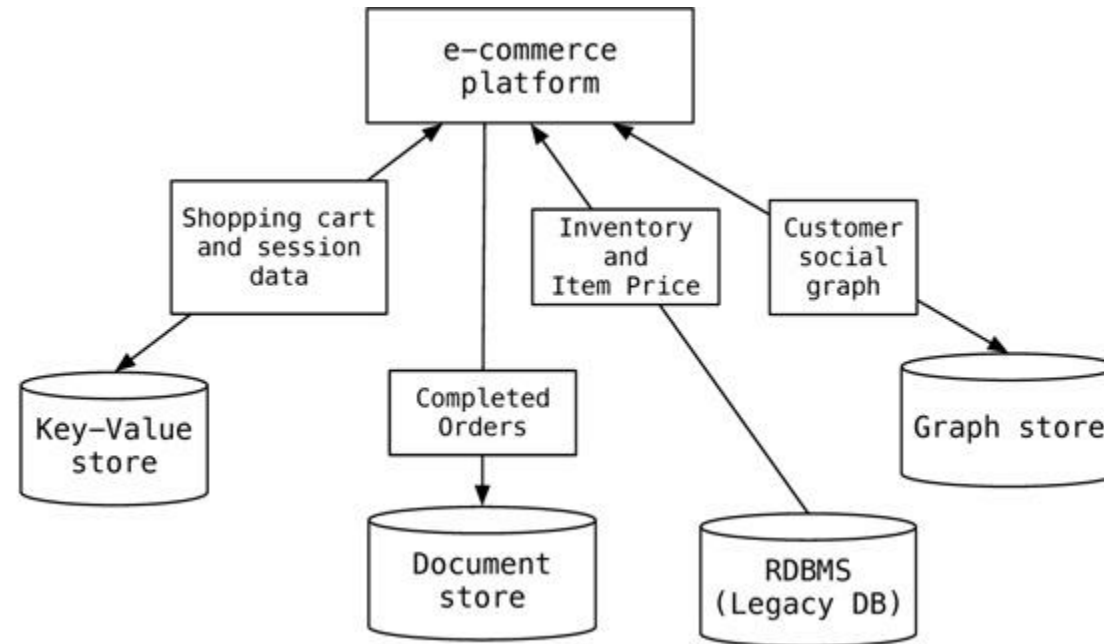 e-commerce
platform
Shopping cart
and session
data
Inventory
and
Item Price
Customer
social
graph
Key-Value
store
Completed
Orders
Graph store
Document
store
RDBMS
(Legacy DB)